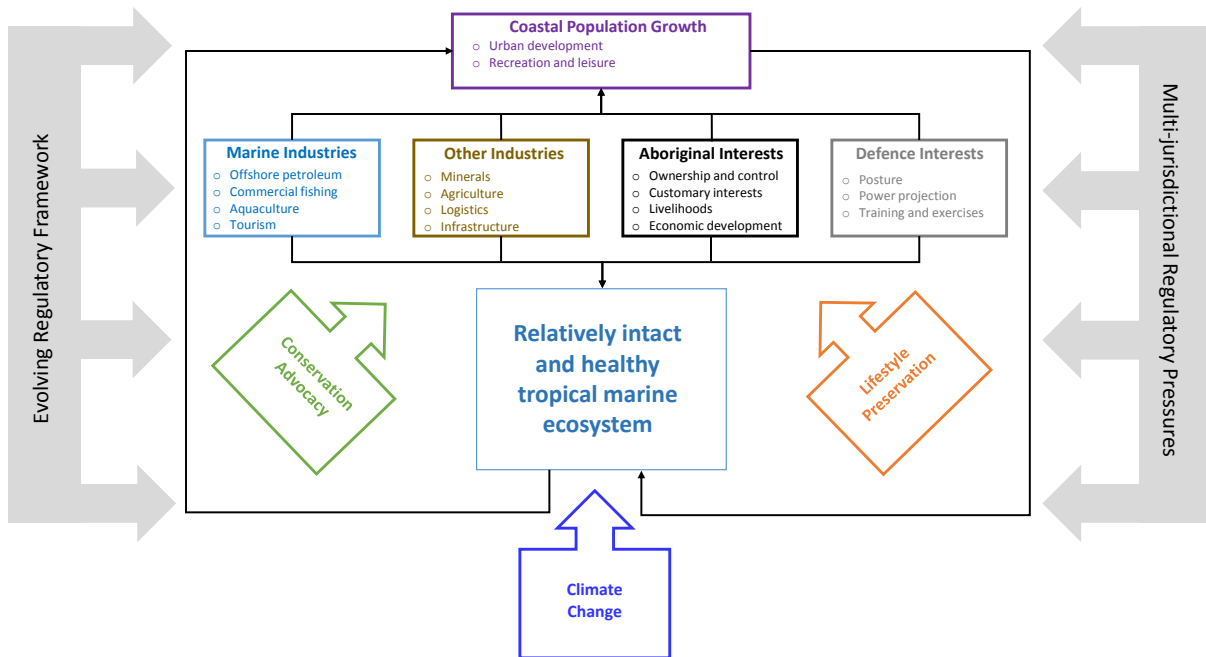 Coastal Population Growth
o Urban development
o Recreation and leisure
Evolving Regulatory Framework
Multi-jurisdictional Regulatory Pressures
Marine Industries
o Offshore petroleum
o Commercial fishing
o Aquaculture
o Tourism
Other Industries
o Minerals
o Agriculture
o Logistics
o Infrastructure
Aboriginal Interests
o Ownership and control
o Customary interests
o Livelihoods
o Economic development
Defence Interests
o Posture
o Power projection
o Training and exercises
Conservation
Advocacy
Relatively intact
and healthy
tropical marine
ecosystem
Lifestyle
Preservation
Climate
Change